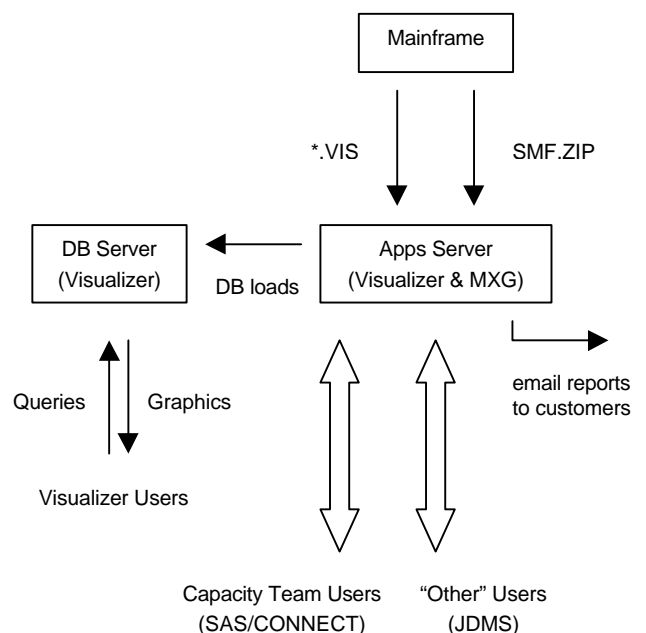 Mainframe
*.VIS
SMF.ZIP
DB Server
(Visualizer)
DB loads
Apps Server
(Visualizer & MXG)
email reports
to customers
Queries
Graphics
Visualizer Users
Capacity Team Users
(SAS/CONNECT)
“Other” Users
(JDMS)